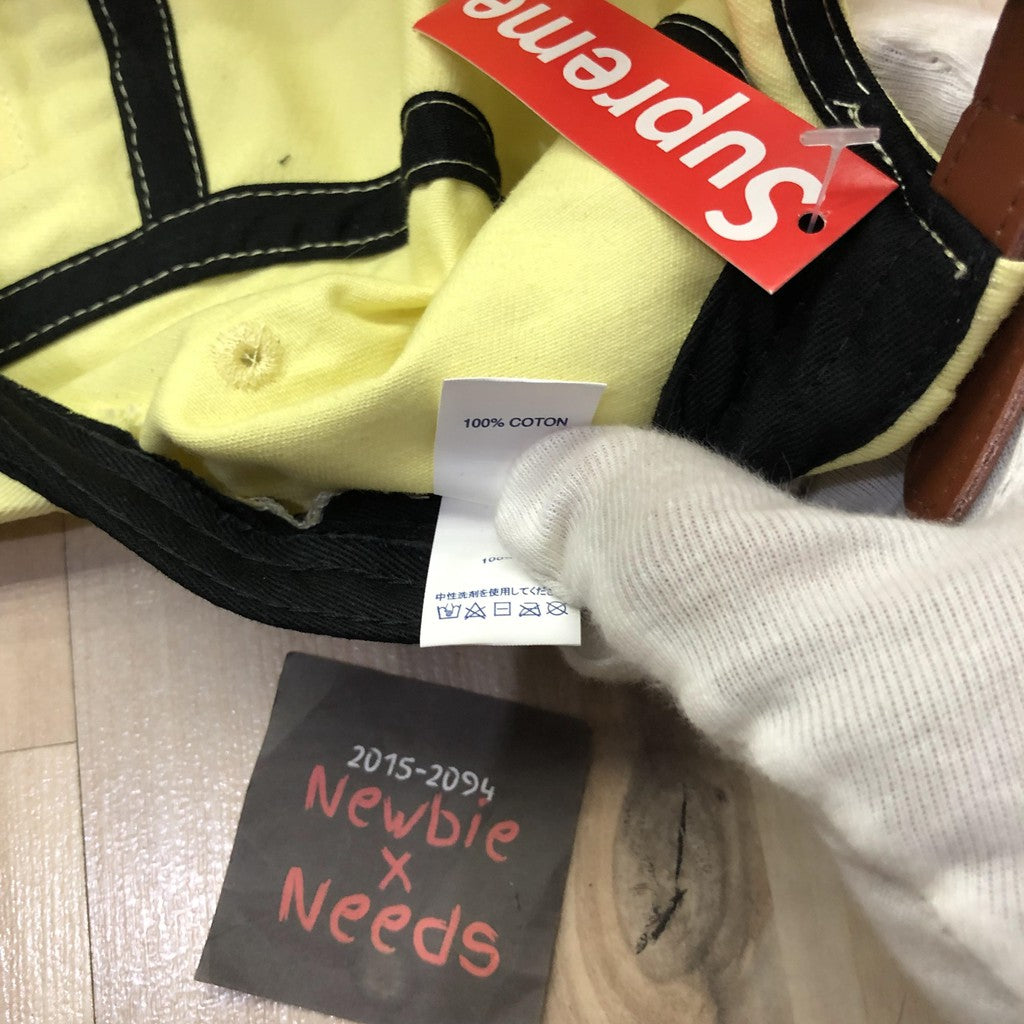 Supreme
100% COTON
中性洗剤を使用してくだ
2015-2094
Newbie
x
Needs